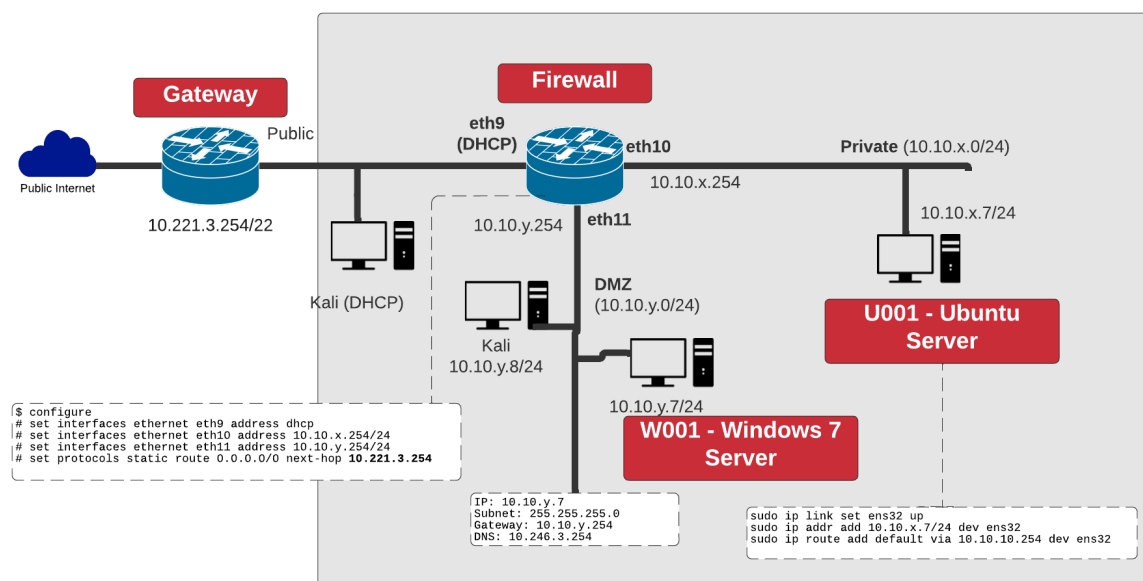 Gateway
Firewall
Public
eth9
(DHCP)
eth10
Private (10.10.x.0/24)
Public Internet
10.10.x.254
10.221.3.254/22
10.10.y.254
eth11
10.10.x.7/24
Kali (DHCP)
DMZ
(10.10.y.0/24)
U001 - Ubuntu
Server
Kali
10.10.y.8/24
10.10.y.7/24
W001 - Windows 7
Server
$ configure
# set interfaces ethernet eth9 address dhcp
# set interfaces ethernet eth10 address 10.10.x.254/24
# set interfaces ethernet eth11 address 10.10.y.254/24
# set protocols static route 0.0.0.0/0 next-hop 10.221.3.254
IP: 10.10.y.7
Subnet: 255.255.255.0
Gateway: 10.10.y.254
DNS: 10.246.3.254
sudo ip link set ens32 up
sudo ip addr add 10.10.x.7/24 dev ens32
sudo ip route add default via 10.10.10.254 dev ens32